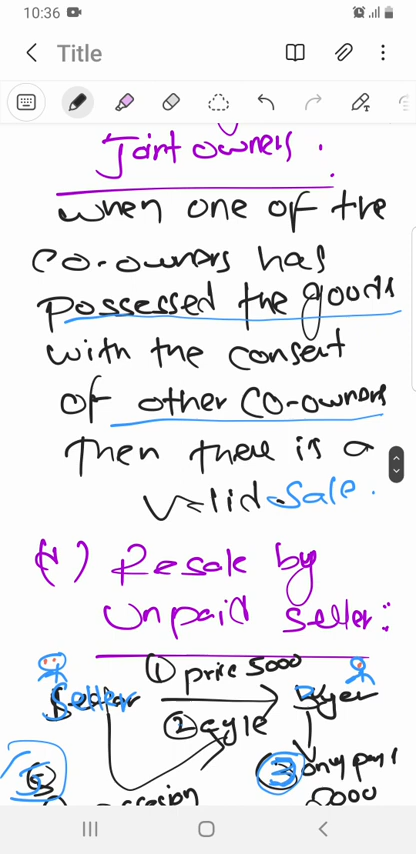 10:36
Title
Joint owners.
when one of the
co-owners has
possessed the goods
with the consent
of other co-owners
Then there is a
valid Sale.
Resale by
unpaid seller:
① price 5000
Seller
Buyer
② cycle
③ only pay